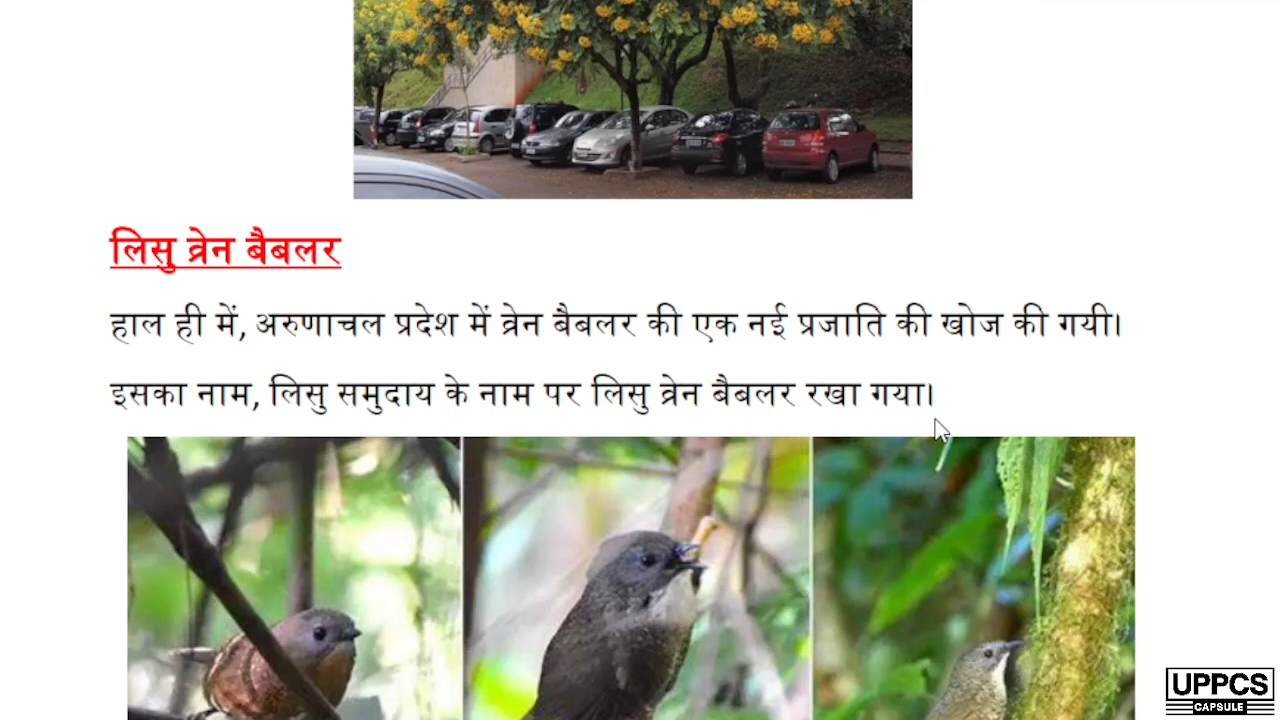 लिसु व्रेन बैबलर
हाल ही में, अरुणाचल प्रदेश में व्रेन बैबलर की एक नई प्रजाति की खोज की गयी।
इसका नाम, लिसु समुदाय के नाम पर लिसु व्रेन बैबलर रखा गया।
UPPCS
CAPSULE